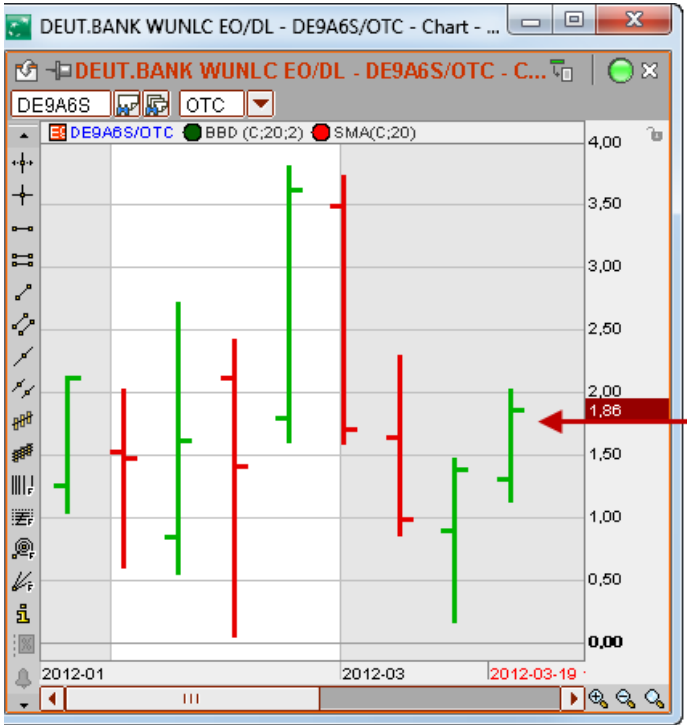 DEUT.BANK WUNLC EO/DL - DE9A6S/OTC - Chart - ...
DEUT.BANK WUNLC EO/DL - DE9A6S/OTC - C...
DE9A6S OTC
DE9A6S/OTC BBD (C;20;2) SMA(C;20)
4,00
3,50
3,00
2,50
2,00
1,86
1,50
1,00
0,50
0,00
2012-01 2012-03 2012-03-19